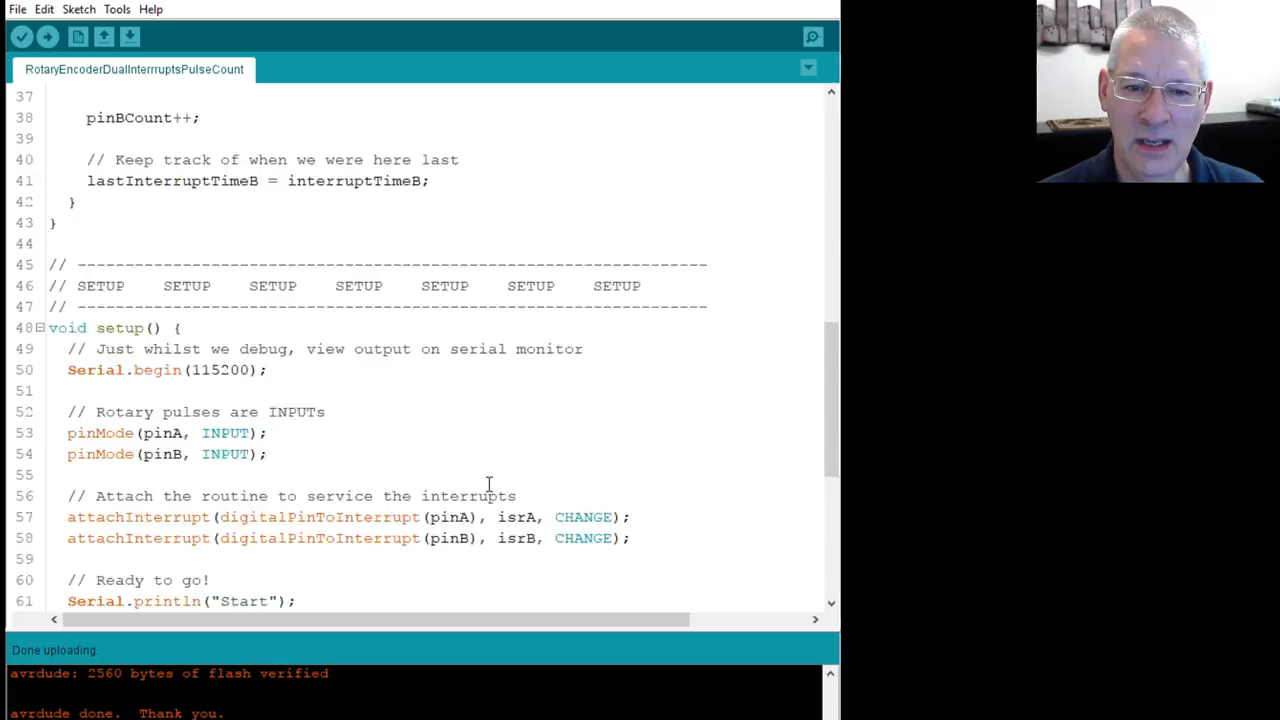 File Edit Sketch Tools Help
RotaryEncoderDualInterrruptsPulseCount
37
38 pinBCount++;
39
40 // Keep track of when we were here last
41 lastInterruptTimeB = interruptTimeB;
42 }
43 }
44
45 // ------------------------------------------------------------------
46 // SETUP SETUP SETUP SETUP SETUP SETUP SETUP
47 // ------------------------------------------------------------------
48 void setup() {
49 // Just whilst we debug, view output on serial monitor
50 Serial.begin(115200);
51
52 // Rotary pulses are INPUTs
53 pinMode(pinA, INPUT);
54 pinMode(pinB, INPUT);
55
56 // Attach the routine to service the interrupts
57 attachInterrupt(digitalPinToInterrupt(pinA), isrA, CHANGE);
58 attachInterrupt(digitalPinToInterrupt(pinB), isrB, CHANGE);
59
60 // Ready to go!
61 Serial.println("Start");
Done uploading.
avrdude: 2560 bytes of flash verified
avrdude done. Thank you.